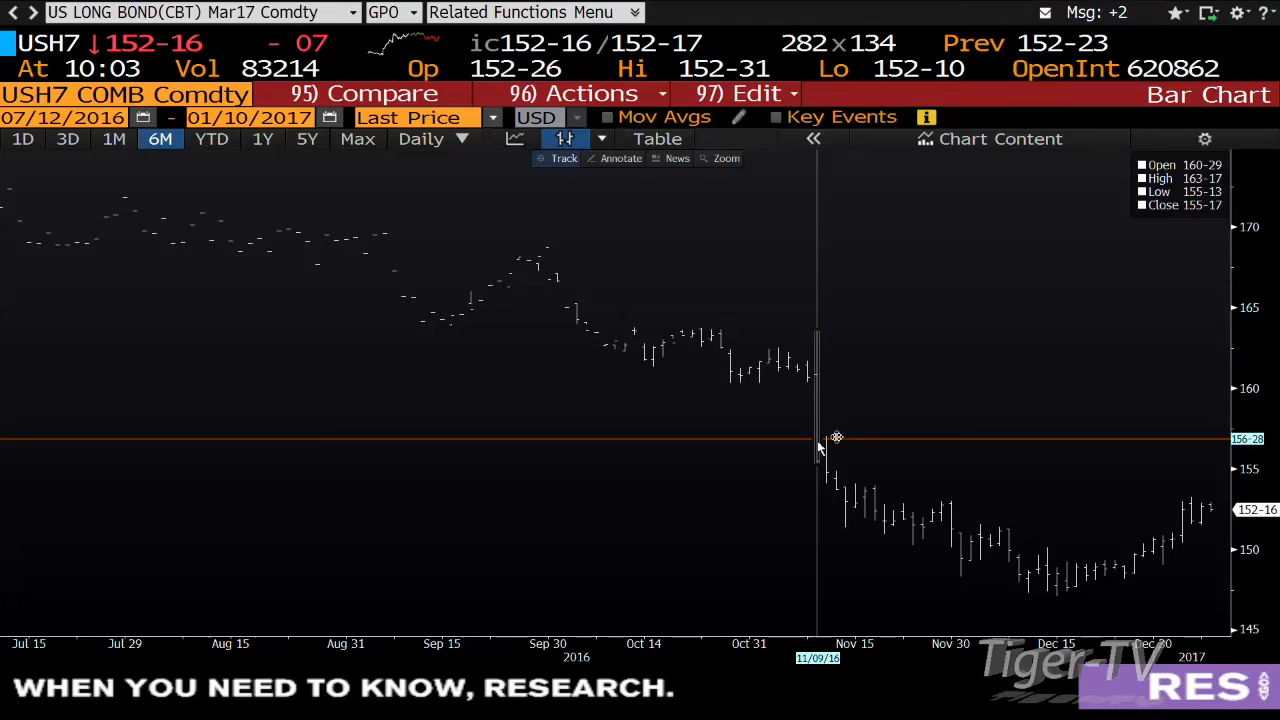 US LONG BOND(CBT) Mar17 Comdty GPO Related Functions Menu Msg: +2
USH7 ↓152-16 - 07 ic152-16/152-17 282x134 Prev 152-23
At 10:03 Vol 83214 Op 152-26 Hi 152-31 Lo 152-10 OpenInt 620862
USH7 COMB Comdty 95) Compare 96) Actions 97) Edit Bar Chart
07/12/2016 - 01/10/2017 Last Price USD Mov Avgs Key Events
1D 3D 1M 6M YTD 1Y 5Y Max Daily Table Chart Content
Track Annotate News Zoom
Open 160-29
High 163-17
Low 155-13
Close 155-17
170
165
160
156-28
155
152-16
150
145
Jul 15 Jul 29 Aug 15 Aug 31 Sep 15 Sep 30 Oct 14 Oct 31 Nov 15 Nov 30 Dec 15 Dec 30
2016 11/09/16 2017
Tiger-TV
WHEN YOU NEED TO KNOW, RESEARCH. RES